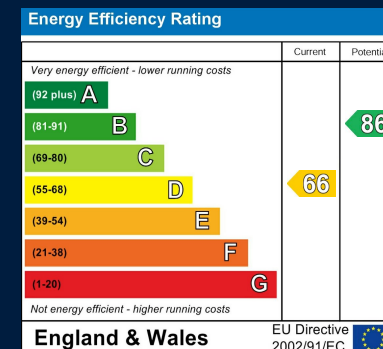 Energy Efficiency Rating
Current Potentia
Very energy efficient - lower running costs
(92 plus) A
(81-91) B 86
(69-80) C
(55-68) D 66
(39-54) E
(21-38) F
(1-20) G
Not energy efficient - higher running costs
England & Wales
EU Directive
2002/91/EC